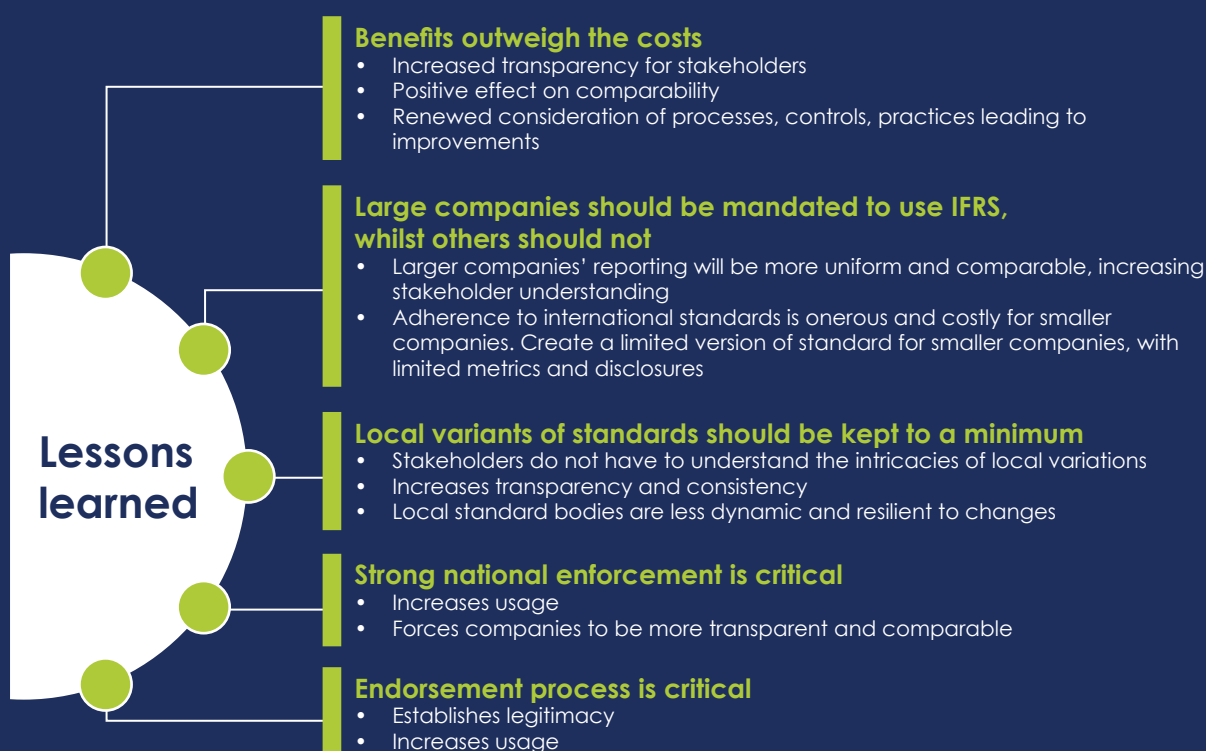 Benefits outweigh the costs
• Increased transparency for stakeholders
• Positive effect on comparability
• Renewed consideration of processes, controls, practices leading to
improvements
Large companies should be mandated to use IFRS,
whilst others should not
• Larger companies’ reporting will be more uniform and comparable, increasing
stakeholder understanding
• Adherence to international standards is onerous and costly for smaller
companies. Create a limited version of standard for smaller companies, with
limited metrics and disclosures
Lessons
learned
Local variants of standards should be kept to a minimum
• Stakeholders do not have to understand the intricacies of local variations
• Increases transparency and consistency
• Local standard bodies are less dynamic and resilient to changes
Strong national enforcement is critical
• Increases usage
• Forces companies to be more transparent and comparable
Endorsement process is critical
• Establishes legitimacy
• Increases usage